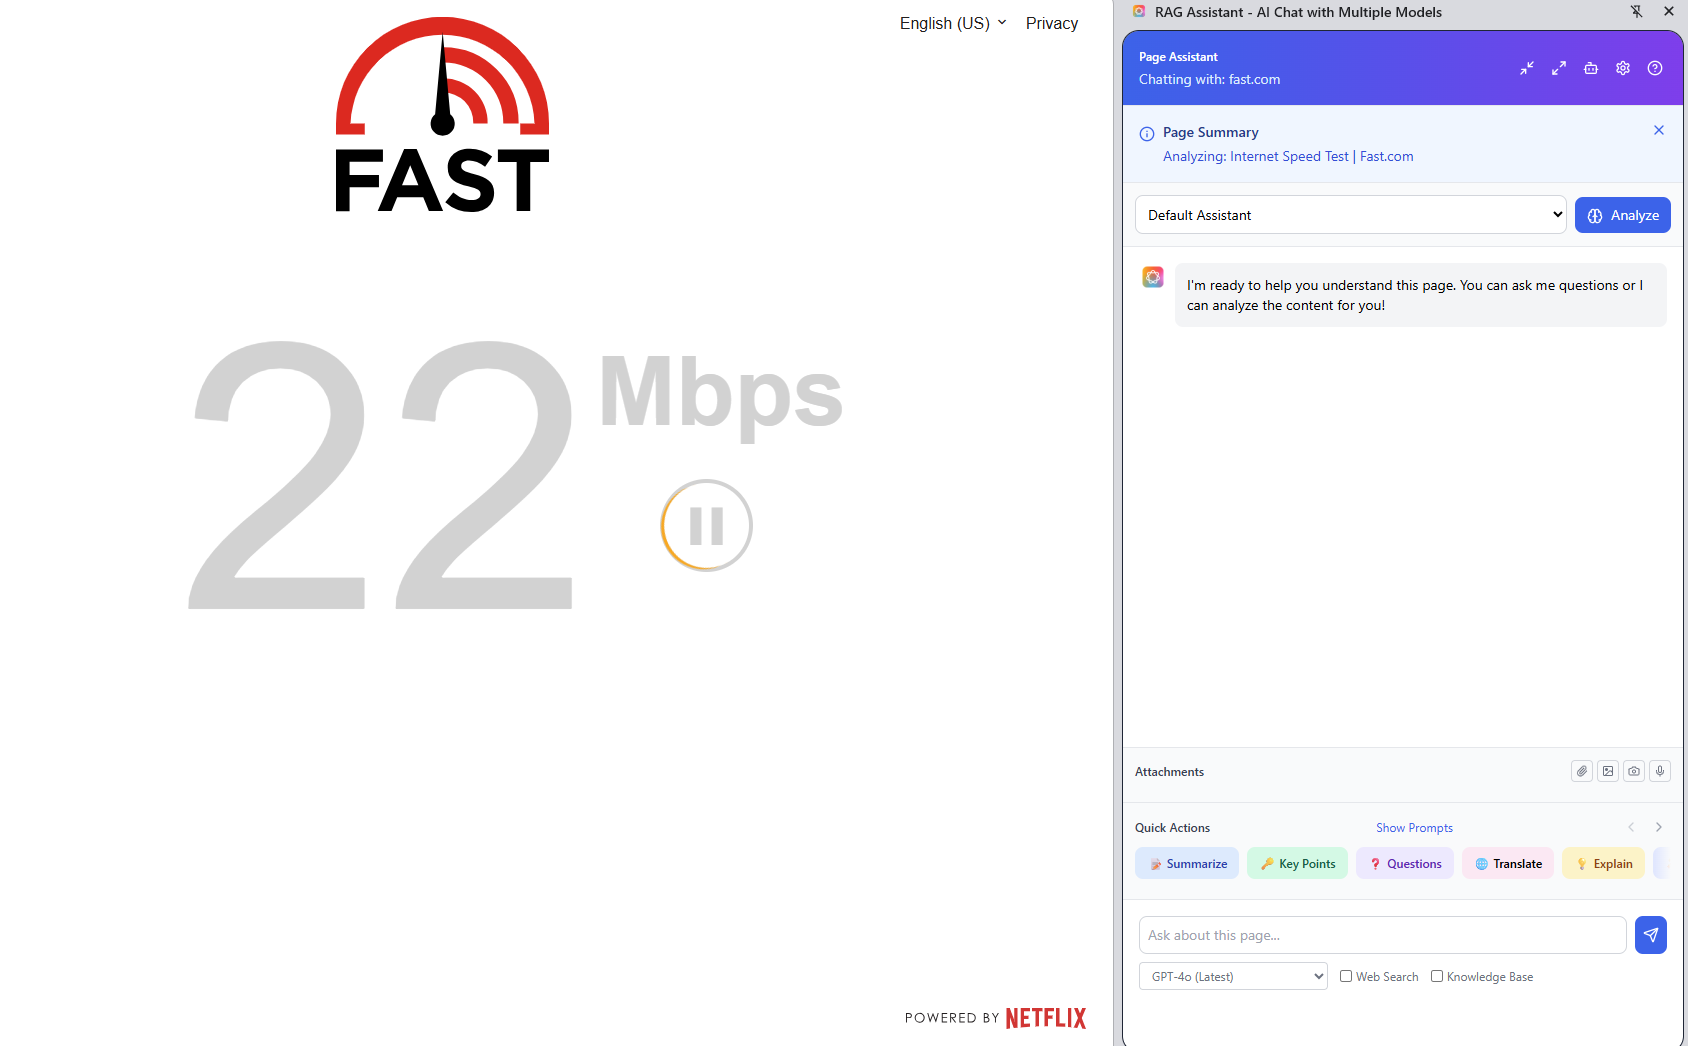 English (US)
Privacy
FAST
22 Mbps
POWERED BY NETFLIX
RAG Assistant - AI Chat with Multiple Models
Page Assistant
Chatting with: fast.com
Page Summary
Analyzing: Internet Speed Test | Fast.com
Default Assistant
Analyze
I'm ready to help you understand this page. You can ask me questions or I
can analyze the content for you!
Attachments
Quick Actions
Show Prompts
Summarize
Key Points
Questions
Translate
Explain
Ask about this page...
GPT-4o (Latest)
Web Search
Knowledge Base